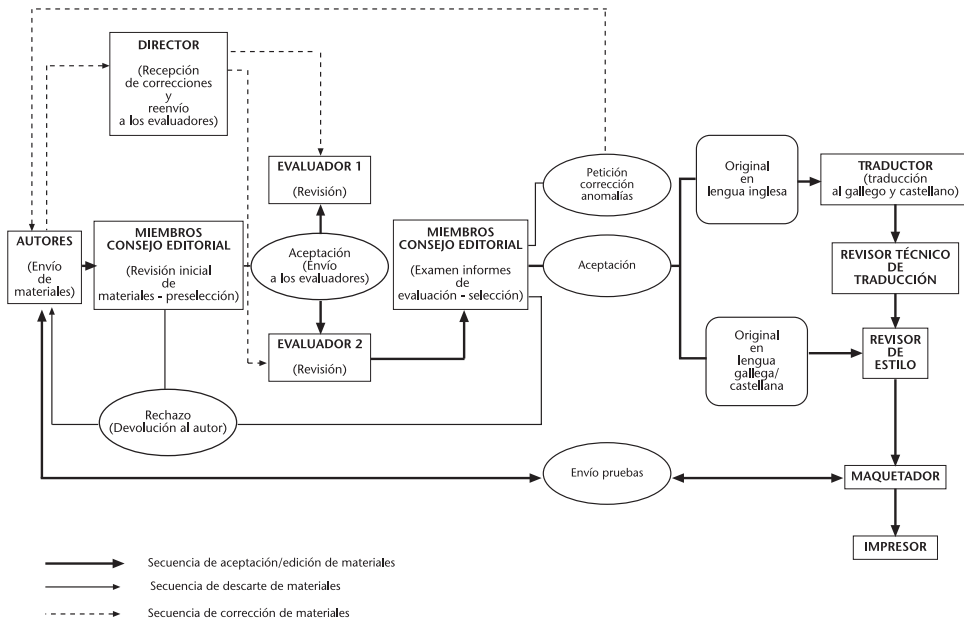 DIRECTOR
(Recepción
de correcciones
y
reenvío
a los evaluadores)
EVALUADOR 1
(Revisión)
AUTORES
(Envío
de
materiales)
MIEMBROS
CONSEJO EDITORIAL
(Revisión inicial
de
materiales - preselección)
Aceptación
(Envío
a los evaluadores)
EVALUADOR 2
(Revisión)
MIEMBROS
CONSEJO EDITORIAL
(Examen informes
de
evaluación - selección)
Petición
corrección
anomalías
Aceptación
Original
en
lengua inglesa
TRADUCTOR
(traducción
al gallego y castellano)
REVISOR TÉCNICO
DE
TRADUCCIÓN
Original
en
lengua
gallega/
castellana
REVISOR
DE
ESTILO
Rechazo
(Devolución al autor)
Envío pruebas
MAQUETADOR
IMPRESOR
Secuencia de aceptación/edición de materiales
Secuencia de descarte de materiales
Secuencia de corrección de materiales